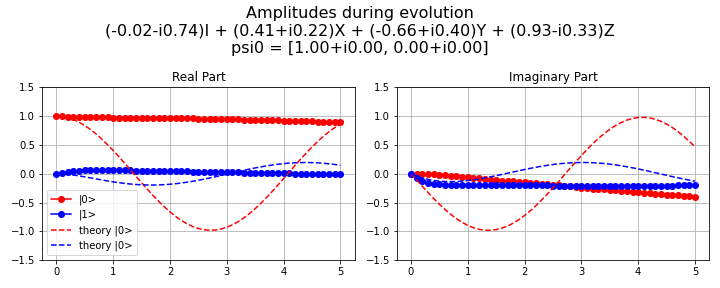 Amplitudes during evolution
(-0.02-i0.74)I + (0.41+i0.22)X + (-0.66+i0.40)Y + (0.93-i0.33)Z
psi0 = [1.00+i0.00, 0.00+i0.00]
Real Part
1.5
1.0
0.5
0.0
−0.5
−1.0
−1.5
0 1 2 3 4 5
|0>
|1>
theory |0>
theory |0>
Imaginary Part
1.5
1.0
0.5
0.0
−0.5
−1.0
−1.5
0 1 2 3 4 5